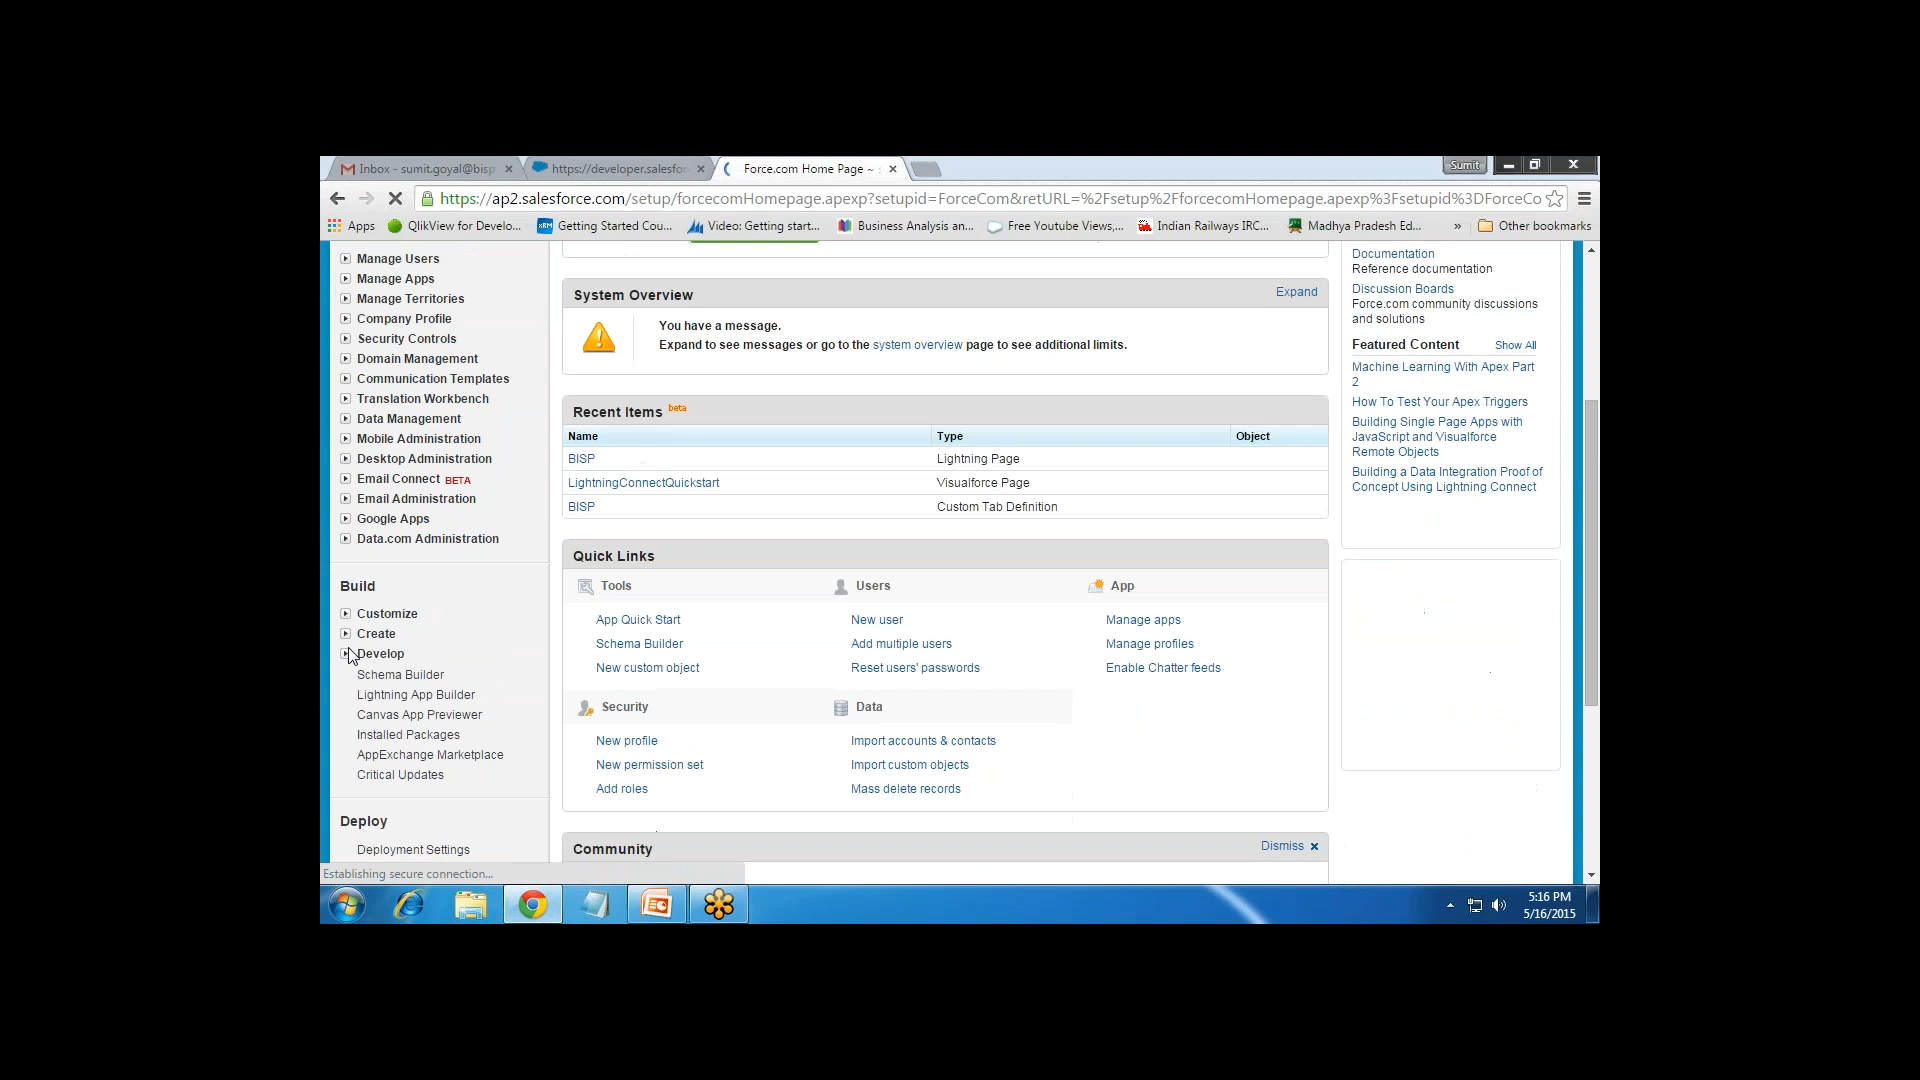 Inbox - sumit.goyal@bisp
https://developer.salesfor
Force.com Home Page ~
Sumit
https://ap2.salesforce.com/setup/forcecomHomepage.apexp?setupid=ForceCom&retURL=%2Fsetup%2FforcecomHomepage.apexp%3Fsetupid%3DForceCo
Apps
QlikView for Develo...
Getting Started Cou...
Video: Getting start...
Business Analysis an...
Free Youtube Views,...
Indian Railways IRC...
Madhya Pradesh Ed...
»
Other bookmarks
Manage Users
Manage Apps
Manage Territories
Company Profile
Security Controls
Domain Management
Communication Templates
Translation Workbench
Data Management
Mobile Administration
Desktop Administration
Email Connect BETA
Email Administration
Google Apps
Data.com Administration
Build
Customize
Create
Develop
Schema Builder
Lightning App Builder
Canvas App Previewer
Installed Packages
AppExchange Marketplace
Critical Updates
Deploy
Deployment Settings
System Overview
Expand
You have a message.
Expand to see messages or go to the system overview page to see additional limits.
Recent Items beta
Name Type Object
BISP Lightning Page
LightningConnectQuickstart Visualforce Page
BISP Custom Tab Definition
Quick Links
Tools
App Quick Start
Schema Builder
New custom object
Users
New user
Add multiple users
Reset users' passwords
App
Manage apps
Manage profiles
Enable Chatter feeds
Security
New profile
New permission set
Add roles
Data
Import accounts & contacts
Import custom objects
Mass delete records
Community
Dismiss
Documentation
Reference documentation
Discussion Boards
Force.com community discussions
and solutions
Featured Content Show All
Machine Learning With Apex Part
2
How To Test Your Apex Triggers
Building Single Page Apps with
JavaScript and Visualforce
Remote Objects
Building a Data Integration Proof of
Concept Using Lightning Connect
Establishing secure connection...
5:16 PM
5/16/2015